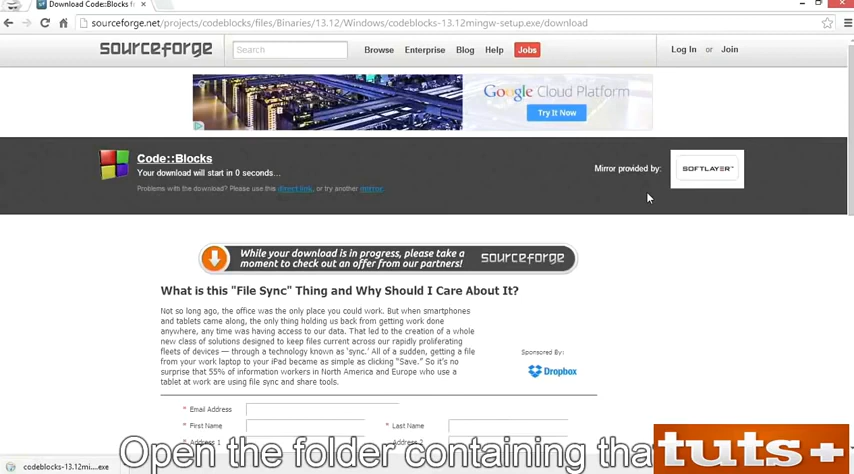 Download Code::Blocks f
sourceforge.net/projects/codeblocks/files/Binaries/13.12/Windows/codeblocks-13.12mingw-setup.exe/download
sourceforge
Search
Browse Enterprise Blog Help Jobs
Log In or Join
Google Cloud Platform
Try It Now
Code::Blocks
Your download will start in 0 seconds...
Problems with the download? Please use this direct link, or try another mirror.
Mirror provided by:
SOFTLAYER™
While your download is in progress, please take a
moment to check out an offer from our partners!
sourceforge
What is this "File Sync" Thing and Why Should I Care About It?
Not so long ago, the office was the only place you could work. But when smartphones
and tablets came along, the only thing holding us back from getting work done
anywhere, any time was having access to our data. That led to the creation of a whole
new class of solutions designed to keep files current across our rapidly proliferating
fleets of devices — through a technology known as 'sync.' All of a sudden, getting a file
from your work laptop to your iPad became as simple as clicking "Save." So it's no
surprise that 55% of information workers in North America and Europe who use a
tablet at work are using file sync and share tools.
Sponsored By:
Dropbox
* Email Address
* First Name
* Last Name
* Address 1
Address 2
Open the folder containing tha
tuts+
codeblocks-13.12mi....exe